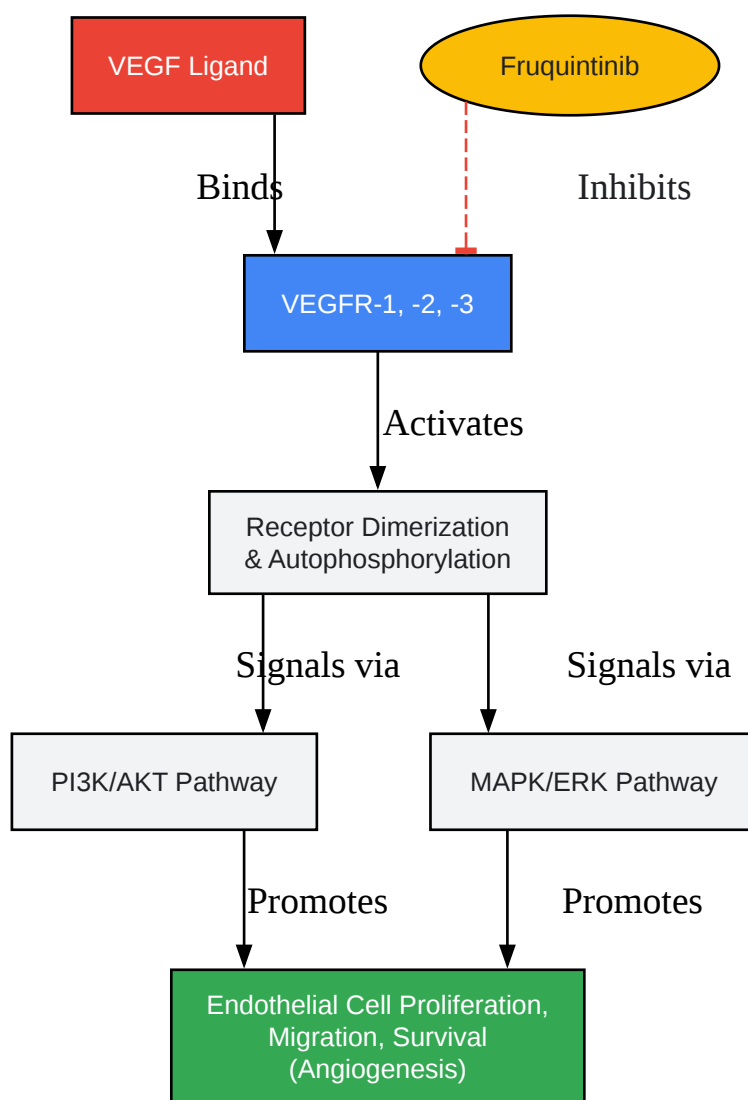 VEGF Ligand
Fruquintinib
Binds
Inhibits
VEGFR-1, -2, -3
Activates
Receptor Dimerization
& Autophosphorylation
Signals via
Signals via
PI3K/AKT Pathway
MAPK/ERK Pathway
Promotes
Promotes
Endothelial Cell Proliferation,
Migration, Survival
(Angiogenesis)